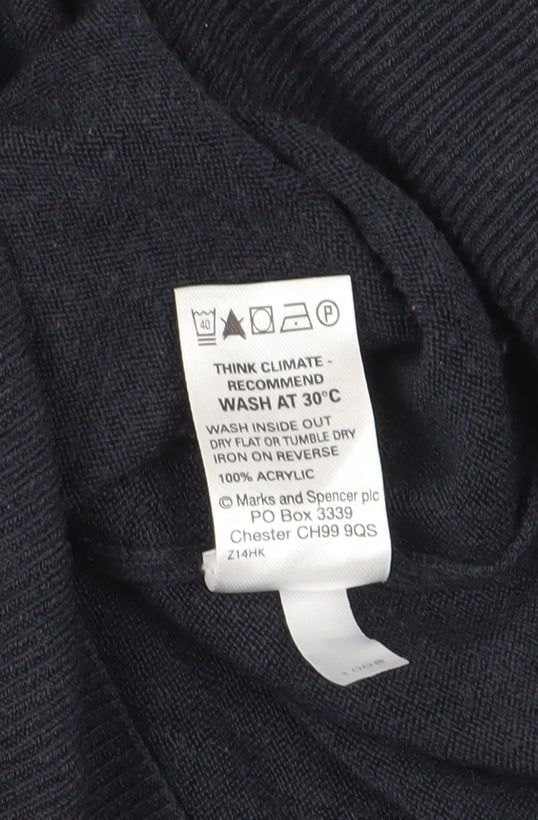 40 P
THINK CLIMATE -
RECOMMEND
WASH AT 30°C
WASH INSIDE OUT
DRY FLAT OR TUMBLE DRY
IRON ON REVERSE
100% ACRYLIC
© Marks and Spencer plc
PO Box 3339
Chester CH99 9QS
Z14HK